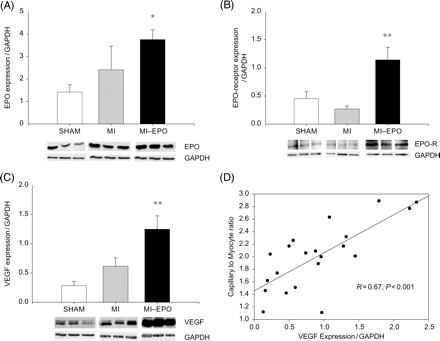 (A)
EPO expression/GAPDH
5
4
3
2
1
0
*
SHAM MI MI–EPO
EPO
GAPDH
(B)
EPO-receptor expression
/GAPDH
2.0
1.5
1.0
0.5
0.0
**
SHAM MI MI–EPO
EPO-R
GAPDH
(C)
VEGF expression/GAPDH
2.0
1.5
1.0
0.5
0.0
**
SHAM MI MI–EPO
VEGF
GAPDH
(D)
Capillary to Myocyte ratio
3.0
2.8
2.6
2.4
2.2
2.0
1.8
1.6
1.4
1.2
1.0
R=0.67, P<0.001
0.0 0.5 1.0 1.5 2.0 2.5
VEGF Expression/GAPDH